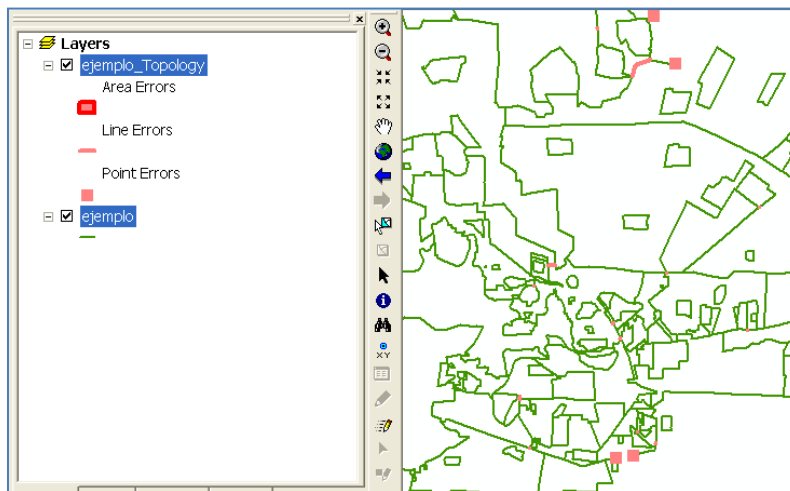 Layers
ejemplo_Topology
Area Errors
Line Errors
Point Errors
ejemplo
XY